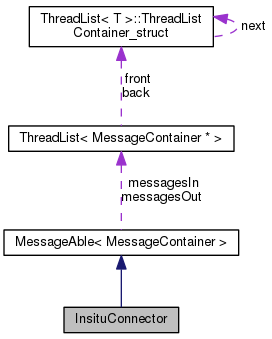 ThreadList< T >::ThreadList
Container_struct
next
front
back
ThreadList< MessageContainer * >
messagesIn
messagesOut
MessageAble< MessageContainer >
InsituConnector